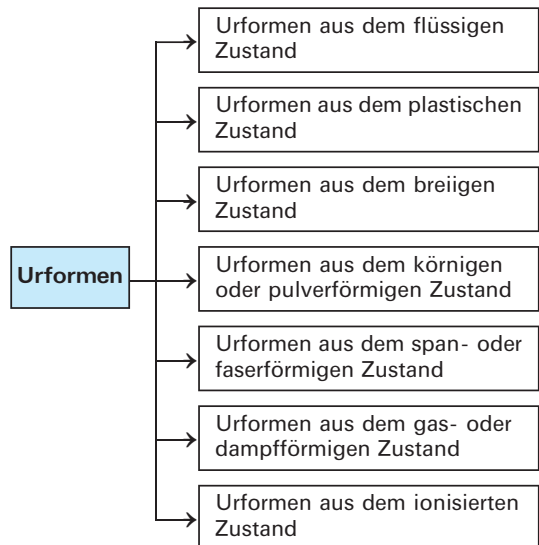 Urformen aus dem flüssigen
Zustand
Urformen aus dem plastischen
Zustand
Urformen aus dem breiigen
Zustand
Urformen
Urformen aus dem körnigen
oder pulverförmigen Zustand
Urformen aus dem span- oder
faserförmigen Zustand
Urformen aus dem gas- oder
dampfförmigen Zustand
Urformen aus dem ionisierten
Zustand